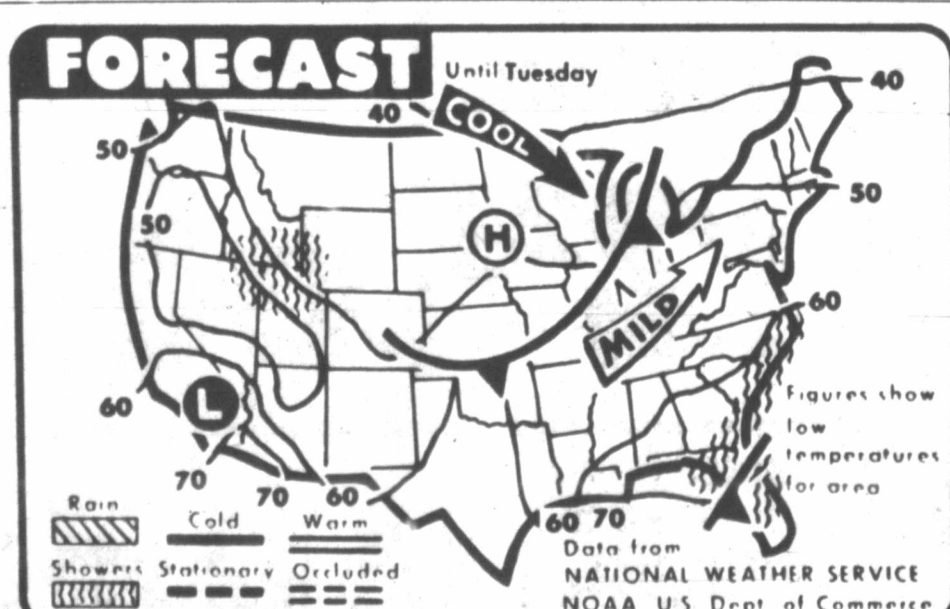 FORECAST
Until Tuesday
40
COOL
40
50
50
50
H
MILD
60
60
L
Figures show
low
temperatures
for area
70
70
60
60
70
Rain
Cold
Warm
Showers
Stationary
Occluded
Data from
NATIONAL WEATHER SERVICE
NOAA U.S. Dept. of Commerce